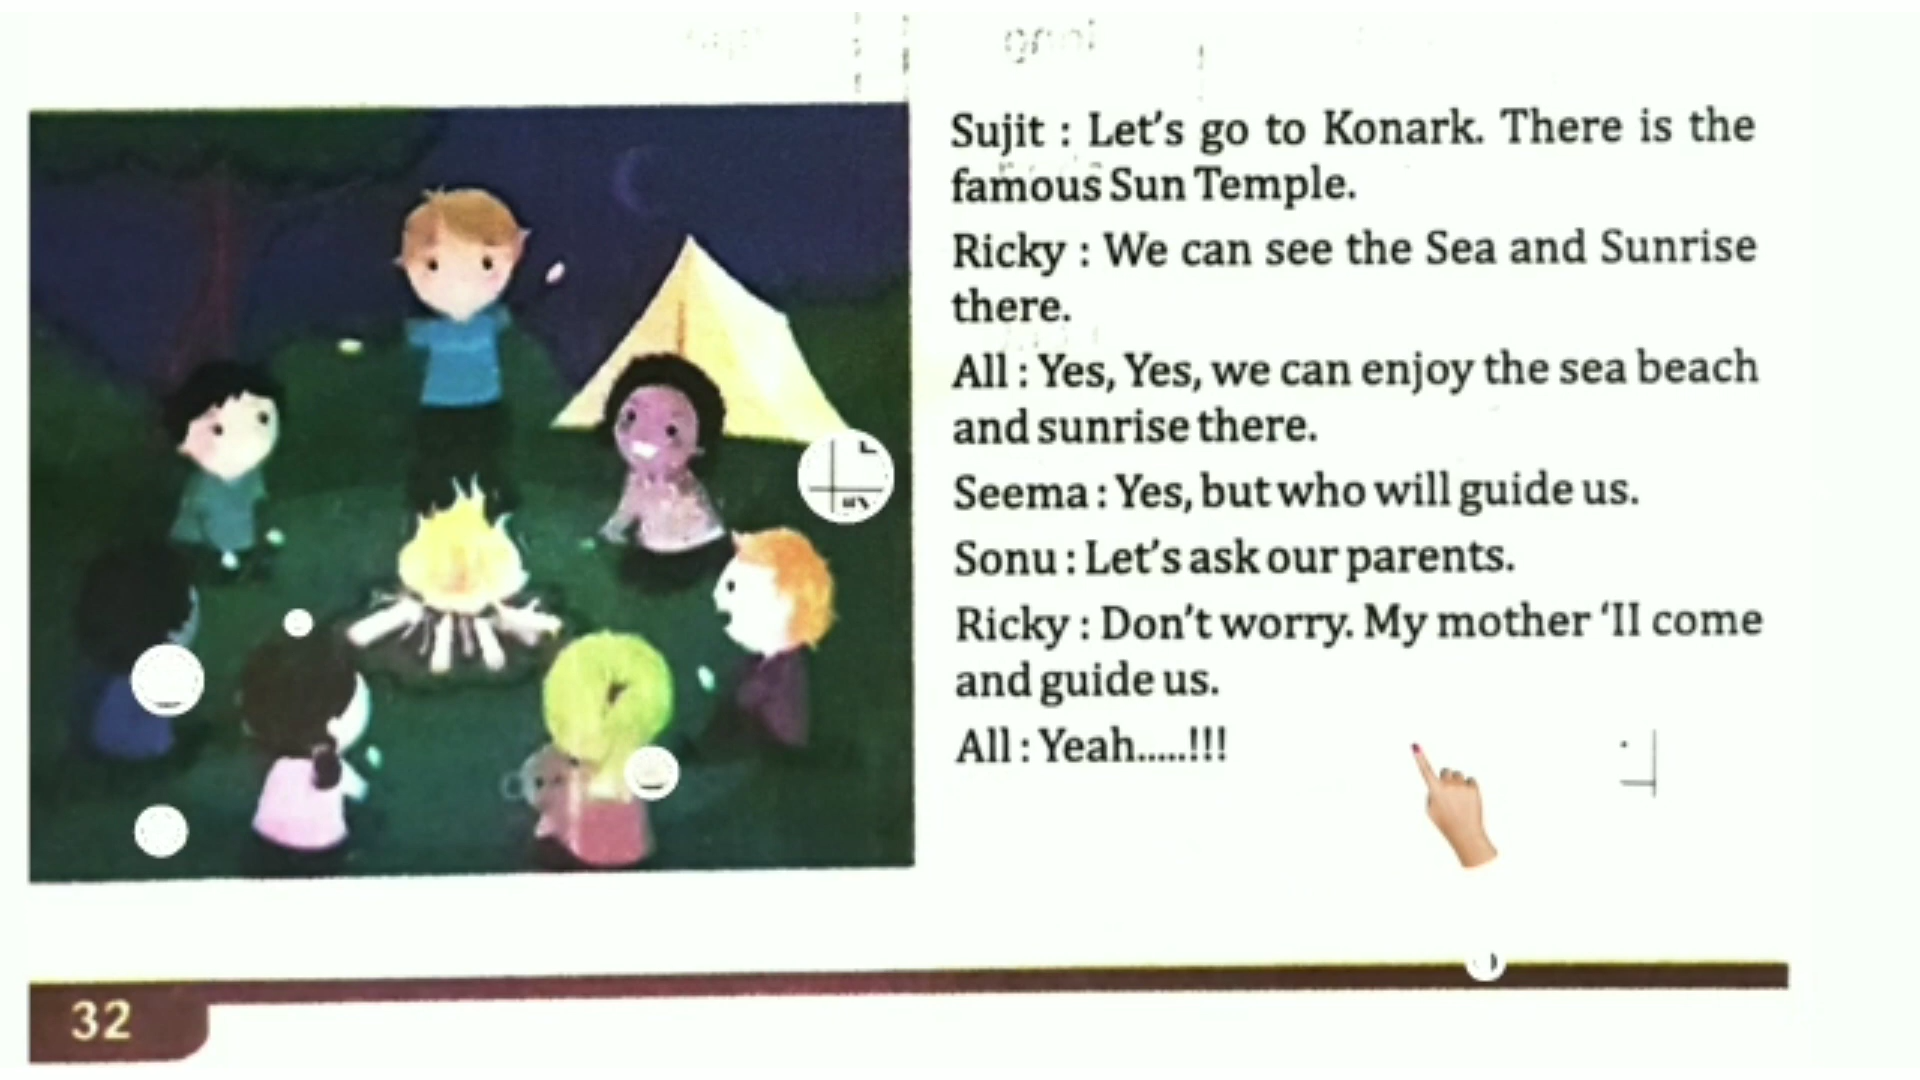 Sujit : Let's go to Konark. There is the
famous Sun Temple.
Ricky : We can see the Sea and Sunrise
there.
All : Yes, Yes, we can enjoy the sea beach
and sunrise there.
Seema : Yes, but who will guide us.
Sonu : Let's ask our parents.
Ricky : Don't worry. My mother ‘II come
and guide us.
All : Yeah.....!!!
32